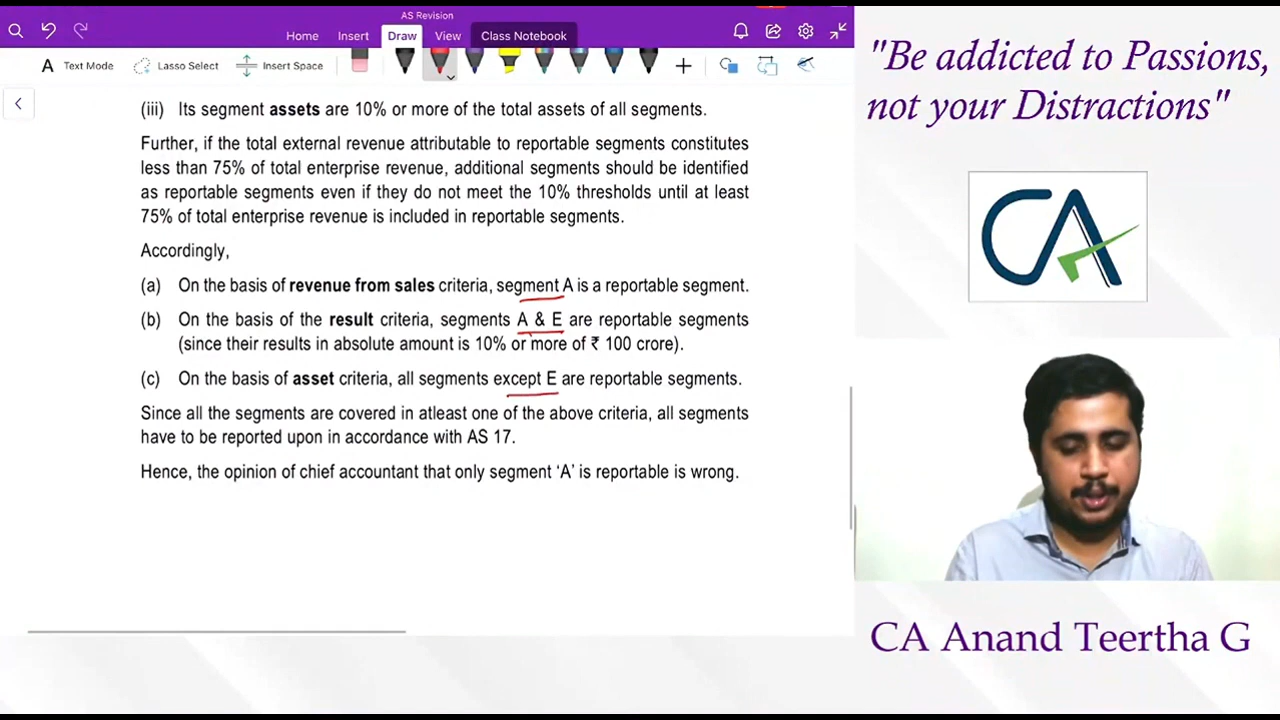 AS Revision
Home Insert Draw View Class Notebook
A Text Mode Lasso Select Insert Space
(iii) Its segment assets are 10% or more of the total assets of all segments.
Further, if the total external revenue attributable to reportable segments constitutes
less than 75% of total enterprise revenue, additional segments should be identified
as reportable segments even if they do not meet the 10% thresholds until at least
75% of total enterprise revenue is included in reportable segments.
Accordingly,
(a) On the basis of revenue from sales criteria, segment A is a reportable segment.
(b) On the basis of the result criteria, segments A & E are reportable segments
(since their results in absolute amount is 10% or more of ₹ 100 crore).
(c) On the basis of asset criteria, all segments except E are reportable segments.
Since all the segments are covered in atleast one of the above criteria, all segments
have to be reported upon in accordance with AS 17.
Hence, the opinion of chief accountant that only segment ‘A’ is reportable is wrong.
"Be addicted to Passions,
not your Distractions"
CA
CA Anand Teertha G